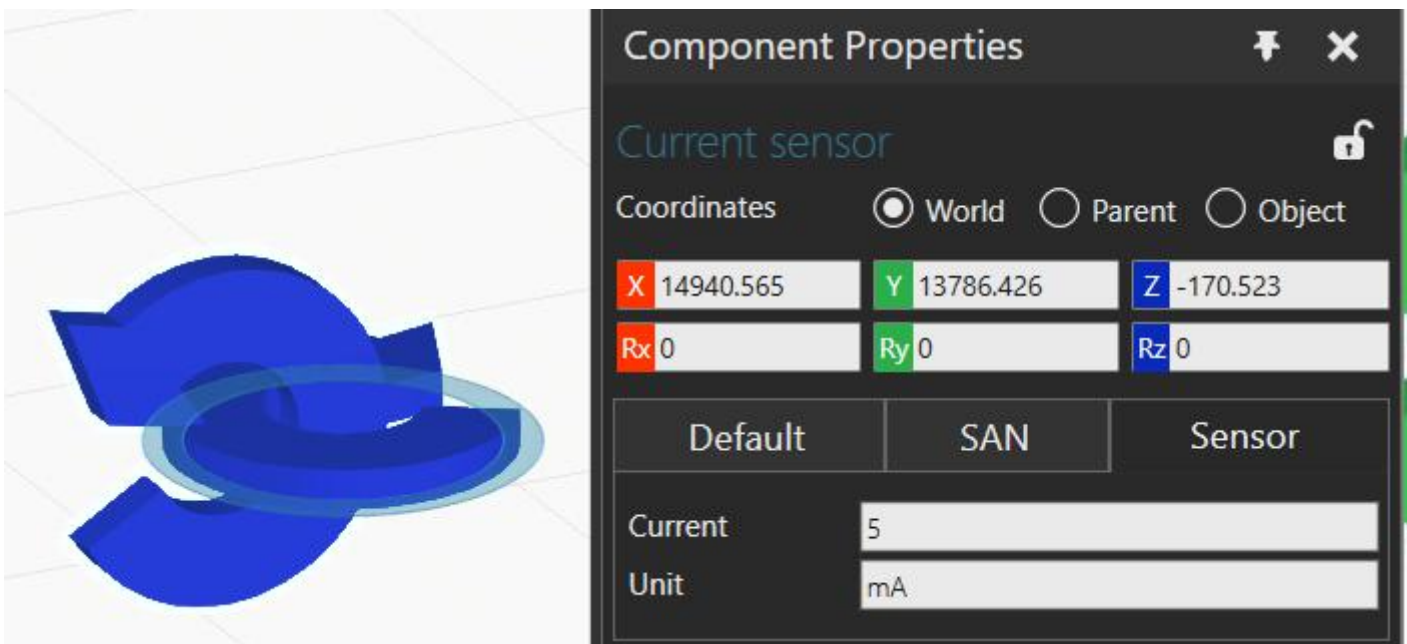 Component Properties
Current sensor
Coordinates World Parent Object
X 14940.565 Y 13786.426 Z -170.523
Rx 0 Ry 0 Rz 0
Default SAN Sensor
Current 5
Unit mA